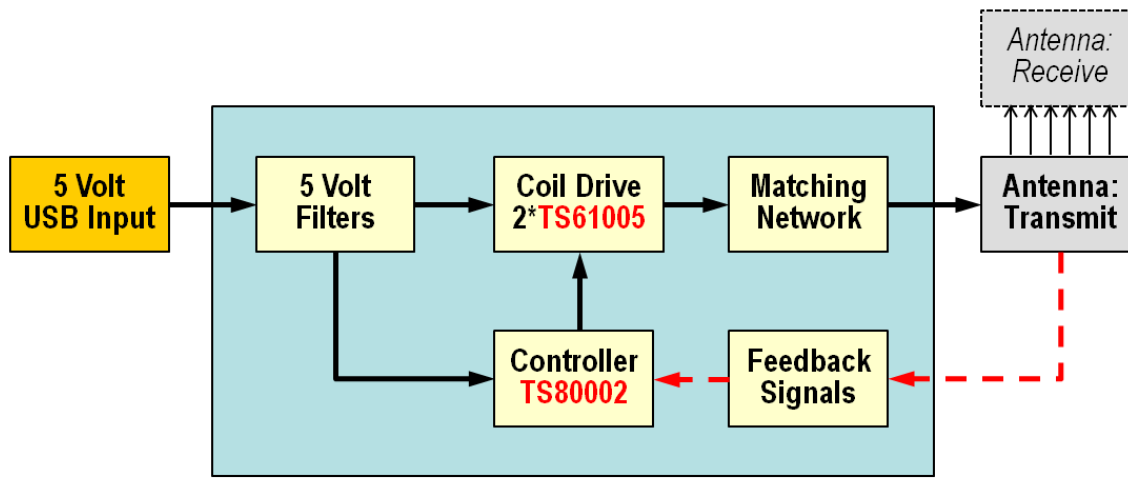 Antenna:
Receive
5 Volt
USB Input
5 Volt
Filters
Coil Drive
2*TS61005
Matching
Network
Antenna:
Transmit
Controller
TS80002
Feedback
Signals